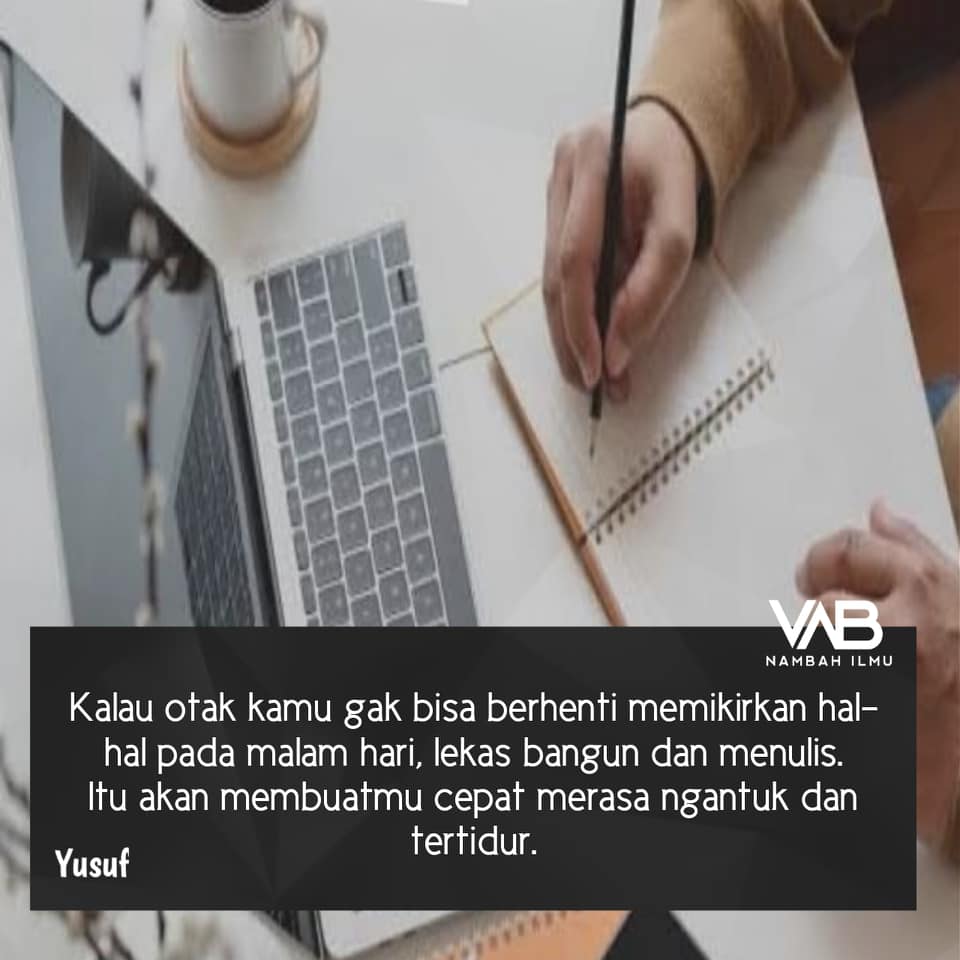 VAB
NAMBAH ILMU
Kalau otak kamu gak bisa berhenti memikirkan hal-
hal pada malam hari, lekas bangun dan menulis.
Itu akan membuatmu cepat merasa ngantuk dan
tertidur.
Yusuf